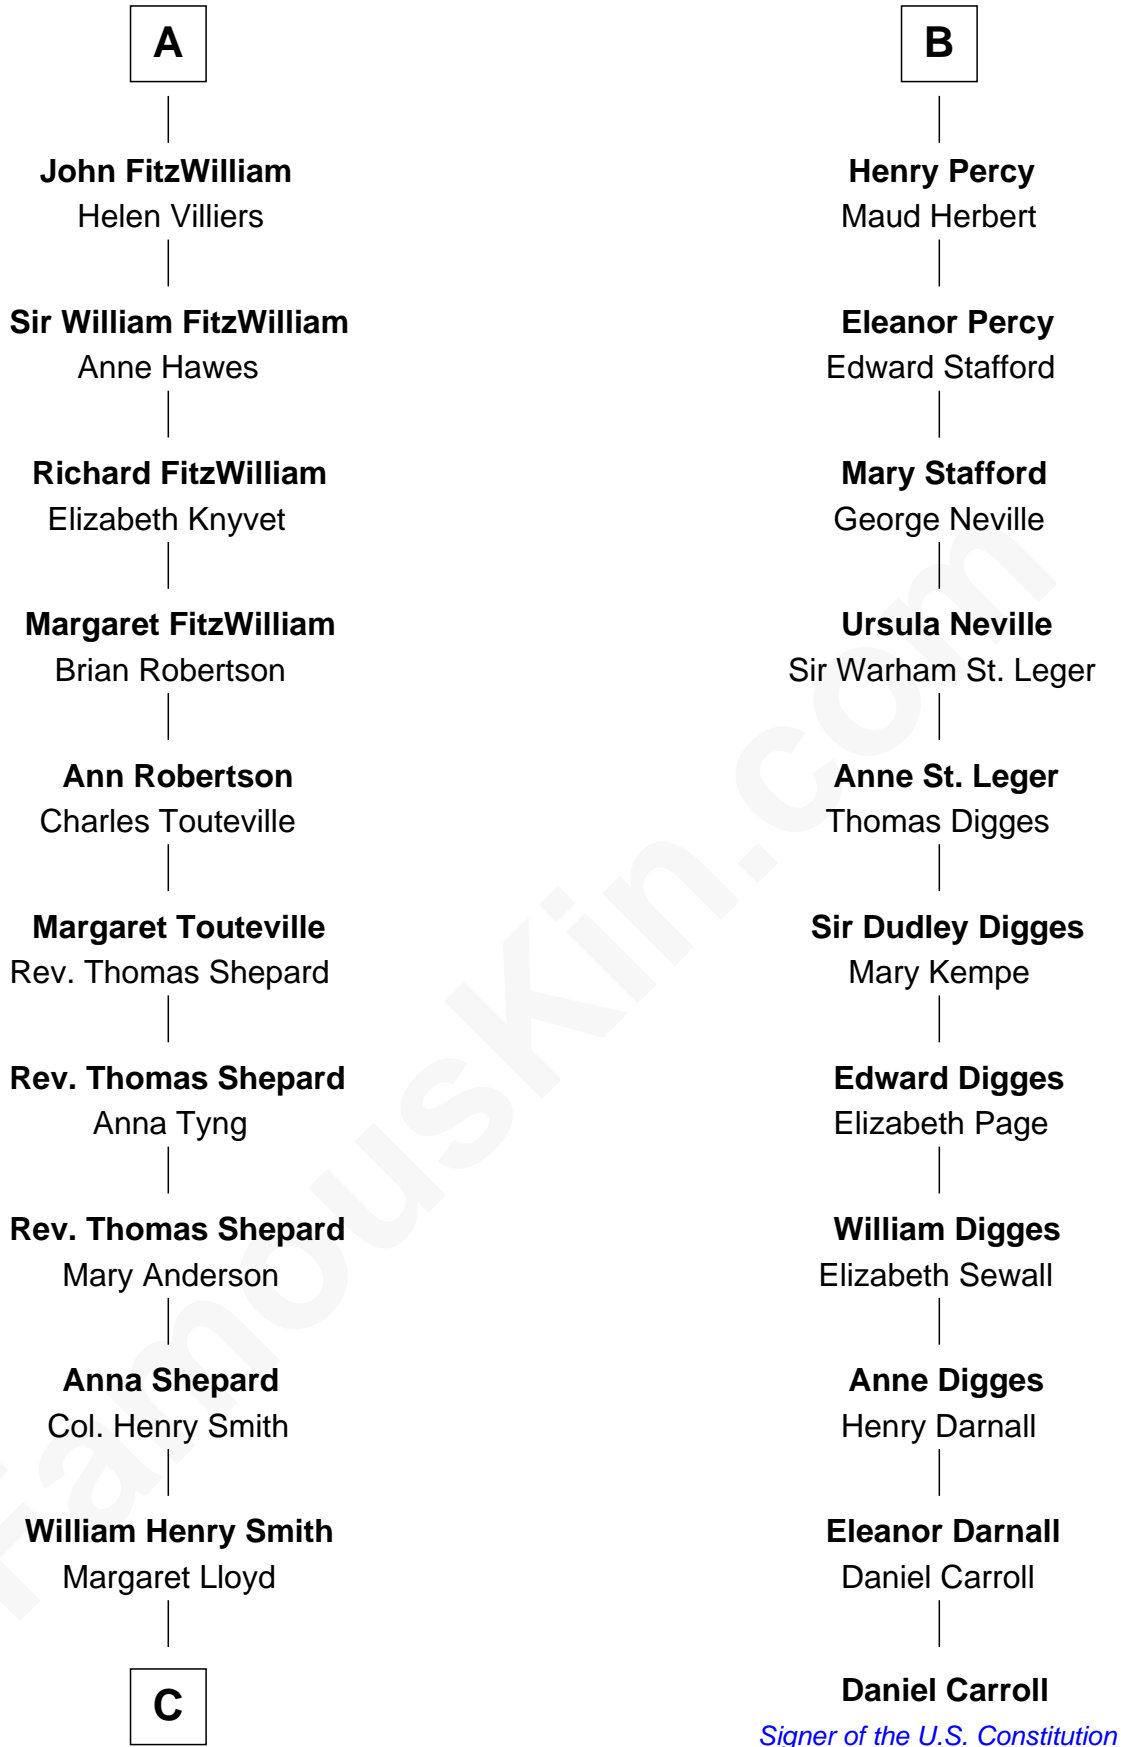 A
John FitzWilliam
Helen Villiers
Sir William FitzWilliam
Anne Hawes
Richard FitzWilliam
Elizabeth Knyvet
Margaret FitzWilliam
Brian Robertson
Ann Robertson
Charles Touteville
Margaret Touteville
Rev. Thomas Shepard
Rev. Thomas Shepard
Anna Tyng
Rev. Thomas Shepard
Mary Anderson
Anna Shepard
Col. Henry Smith
William Henry Smith
Margaret Lloyd
C
B
Henry Percy
Maud Herbert
Eleanor Percy
Edward Stafford
Mary Stafford
George Neville
Ursula Neville
Sir Warham St. Leger
Anne St. Leger
Thomas Digges
Sir Dudley Digges
Mary Kempe
Edward Digges
Elizabeth Page
William Digges
Elizabeth Sewall
Anne Digges
Henry Darnall
Eleanor Darnall
Daniel Carroll
Daniel Carroll
Signer of the U.S. Constitution
FamousKin.com